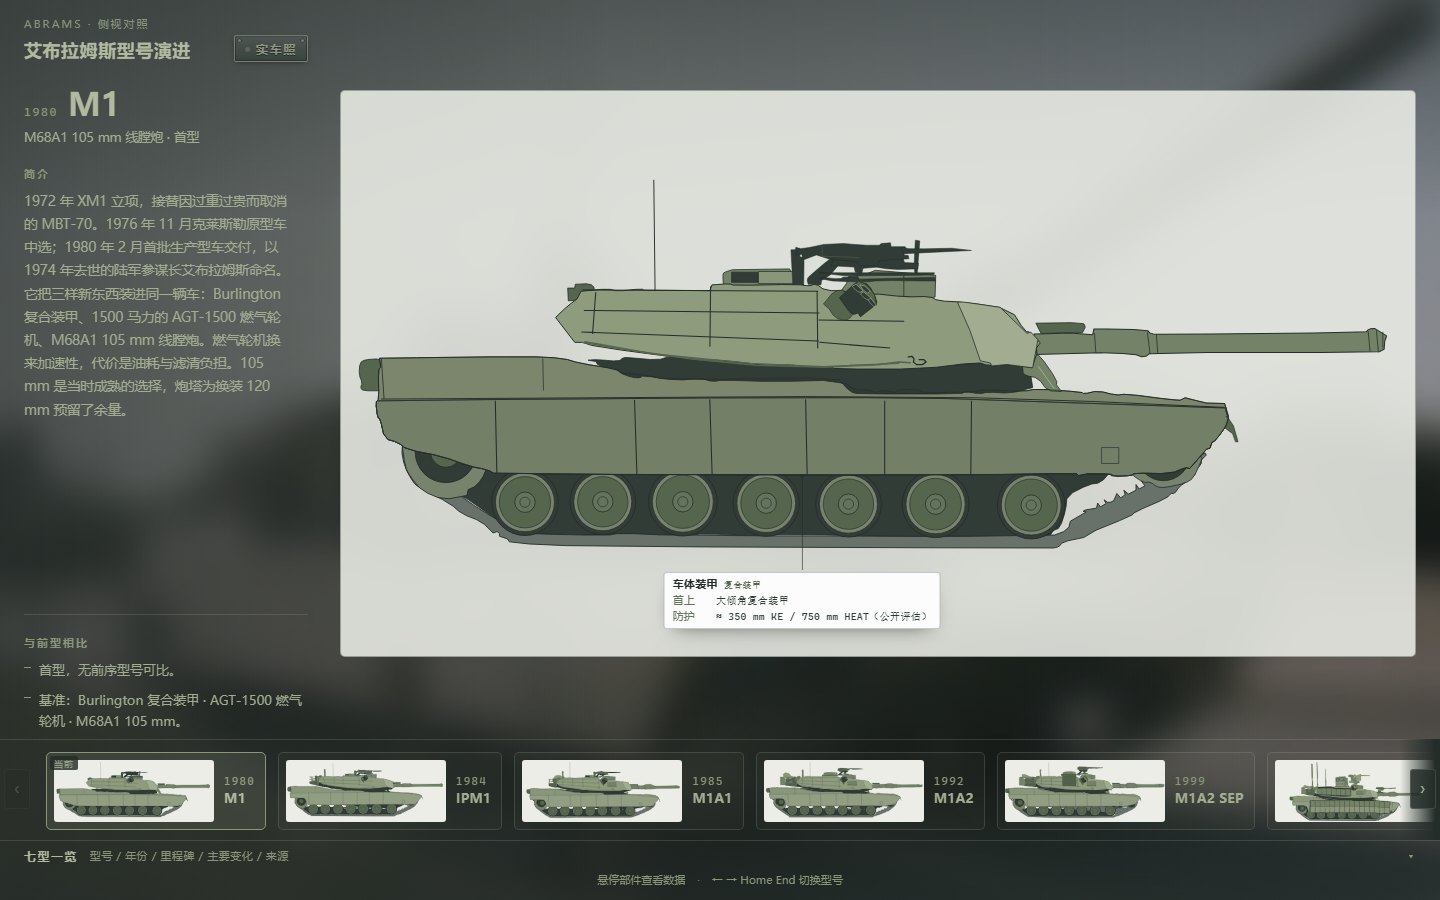 ABRAMS · 侧视对照
艾布拉姆斯型号演进
实车照
1980 M1
M68A1 105 mm 线膛炮 · 首型
简介
1972 年 XM1 立项，接替因过重过贵而取消
的 MBT-70。1976 年 11 月克莱斯勒原型车
中选；1980 年 2 月首批生产型车交付，以
1974 年去世的陆军参谋长艾布拉姆斯命名。
它把三样新东西装进同一辆车：Burlington
复合装甲、1500 马力的 AGT-1500 燃气轮
机、M68A1 105 mm 线膛炮。燃气轮机换
来加速性，代价是油耗与滤清负担。105
mm 是当时成熟的选择，炮塔为换装 120
mm 预留了余量。
车体装甲 复合装甲
首上 大倾角复合装甲
防护 ≈ 350 mm KE / 750 mm HEAT（公开评估）
与前型相比
– 首型，无前序型号可比。
– 基准：Burlington 复合装甲 · AGT-1500 燃气
轮机 · M68A1 105 mm。
‹
当前
1980
M1
1984
IPM1
1985
M1A1
1992
M1A2
1999
M1A2 SEP
›
七型一览 型号 / 年份 / 里程碑 / 主要变化 / 来源
悬停部件查看数据 · ← → Home End 切换型号